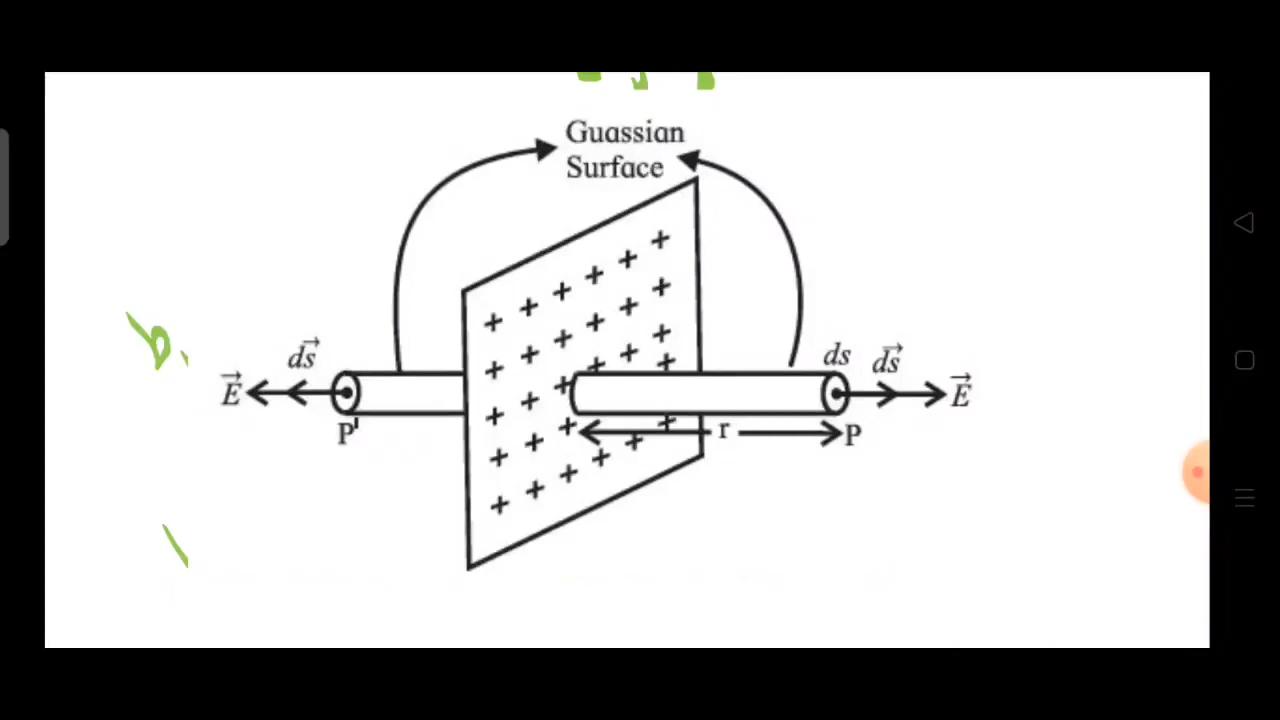 Guassian
Surface
ds⃗
E⃗
P'
r
ds
ds⃗
E⃗
P